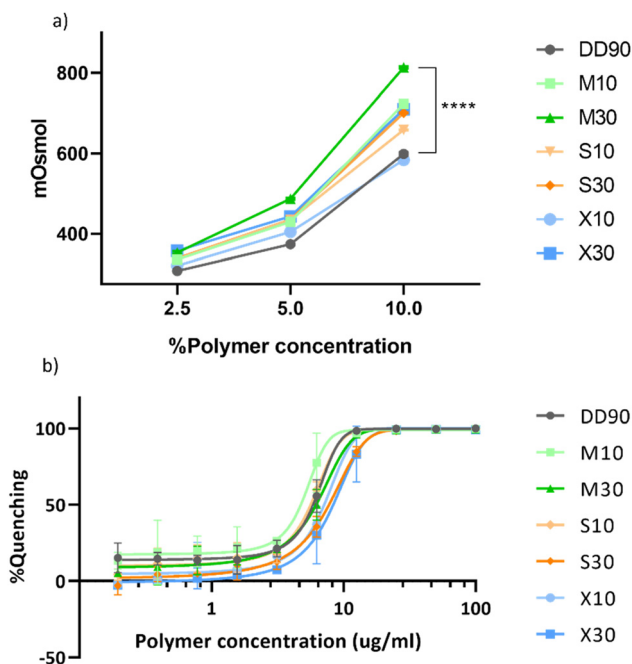 a)
800
600
400
mOsmol
2.5 5.0 10.0
%Polymer concentration
****
DD90
M10
M30
S10
S30
X10
X30
b)
100
50
0
-50
%Quenching
1 10 100
Polymer concentration (ug/ml)
DD90
M10
M30
S10
S30
X10
X30